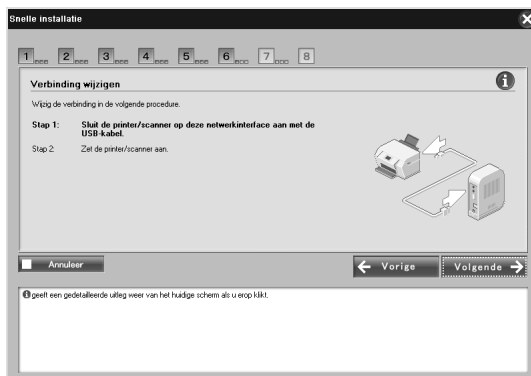 Snelle installatie
1 2 3 4 5 6 7 8
Verbinding wijzigen
Wijzig de verbinding in de volgende procedure.
Stap 1: Sluit de printer/scanner op deze netwerkinterface aan met de
USB-kabel.
Stap 2: Zet de printer/scanner aan.
Annuleer
Vorige
Volgende
geeft een gedetailleerde uitleg weer van het huidige scherm als u erop klikt.